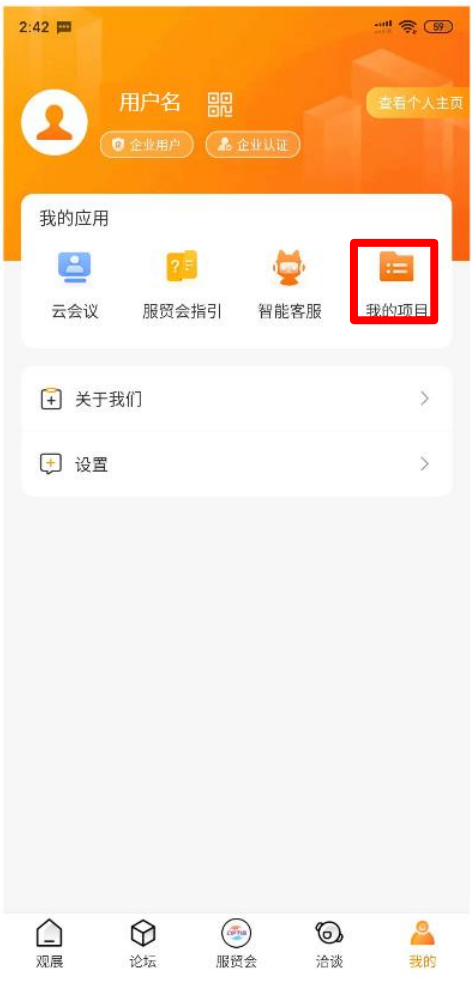 2:42
59
用户名
查看个人主页
企业用户
企业认证
我的应用
云会议
服贸会指引
智能客服
我的项目
关于我们
设置
观展
论坛
CIFTIS
服贸会
洽谈
我的